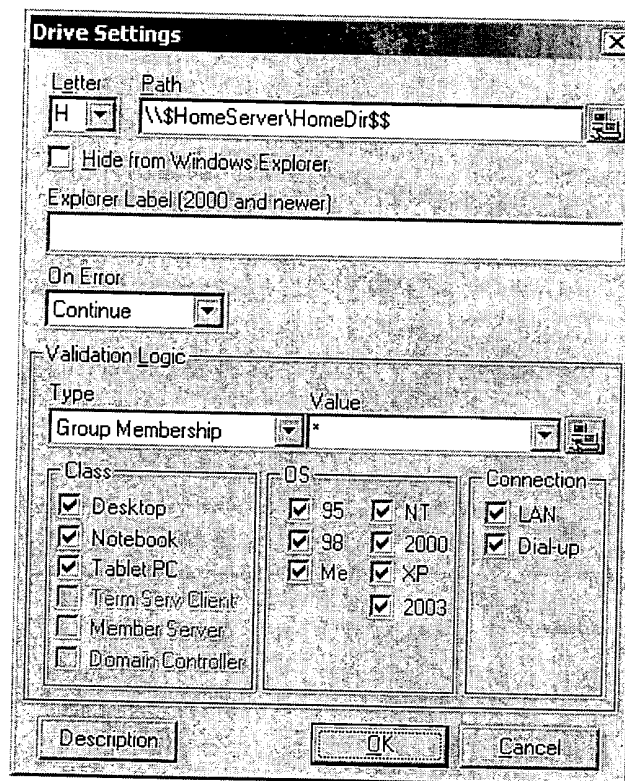 Drive Settings
Letter Path
H \\$HomeServer\HomeDir$$
Hide from Windows Explorer
Explorer Label (2000 and newer)
On Error
Continue
Validation Logic
Type Value
Group Membership *
Class OS Connection
Desktop 95 NT LAN
Notebook 98 2000 Dial-up
Tablet PC Me XP
Term Serv Client 2003
Member Server
Domain Controller
Description OK Cancel